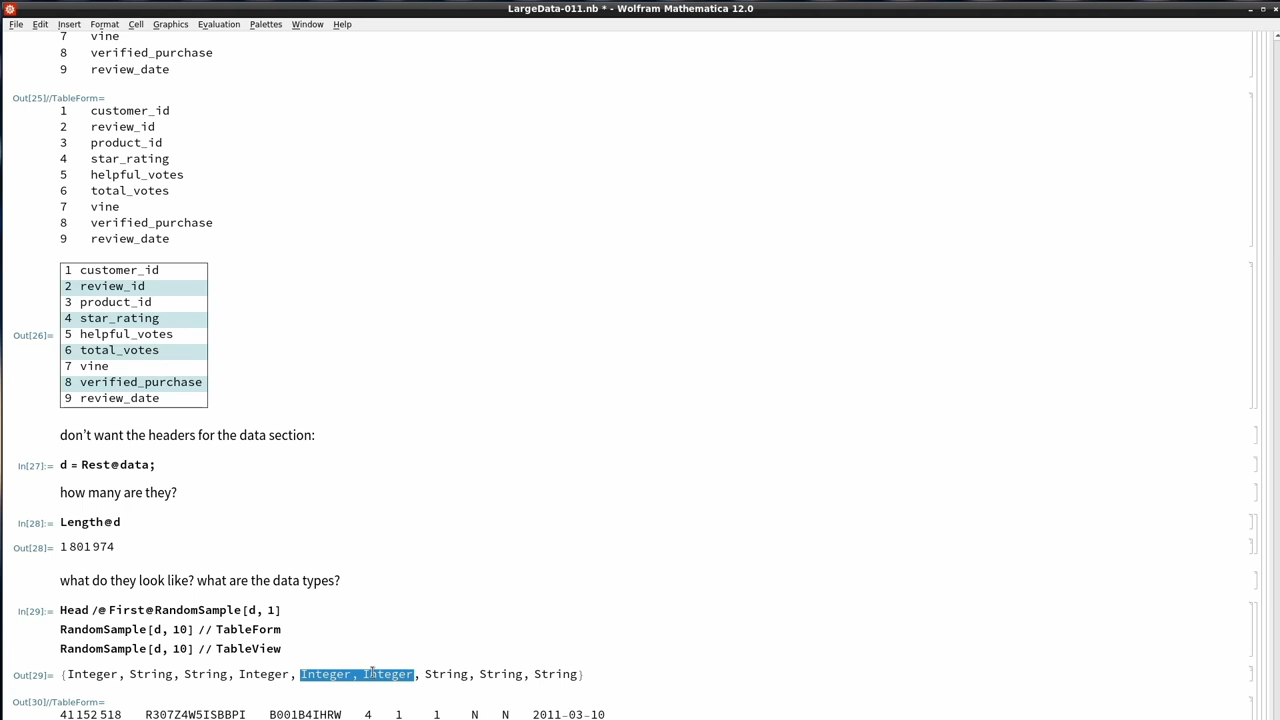 LargeData-011.nb * - Wolfram Mathematica 12.0
File Edit Insert Format Cell Graphics Evaluation Palettes Window Help
7 vine
8 verified_purchase
9 review_date
Out[25]//TableForm=
1 customer_id
2 review_id
3 product_id
4 star_rating
5 helpful_votes
6 total_votes
7 vine
8 verified_purchase
9 review_date
1 customer_id
2 review_id
3 product_id
4 star_rating
Out[26]= 5 helpful_votes
6 total_votes
7 vine
8 verified_purchase
9 review_date
don't want the headers for the data section:
In[27]:= d = Rest@data;
how many are they?
In[28]:= Length@d
Out[28]= 1 801 974
what do they look like? what are the data types?
In[29]:= Head /@ First@RandomSample[d, 1]
RandomSample[d, 10] // TableForm
RandomSample[d, 10] // TableView
Out[29]= {Integer, String, String, Integer, Integer, Integer, String, String, String}
Out[30]//TableForm=
41 152 518 R307Z4W5ISBBPI B001B4IHRW 4 1 1 N N 2011-03-10